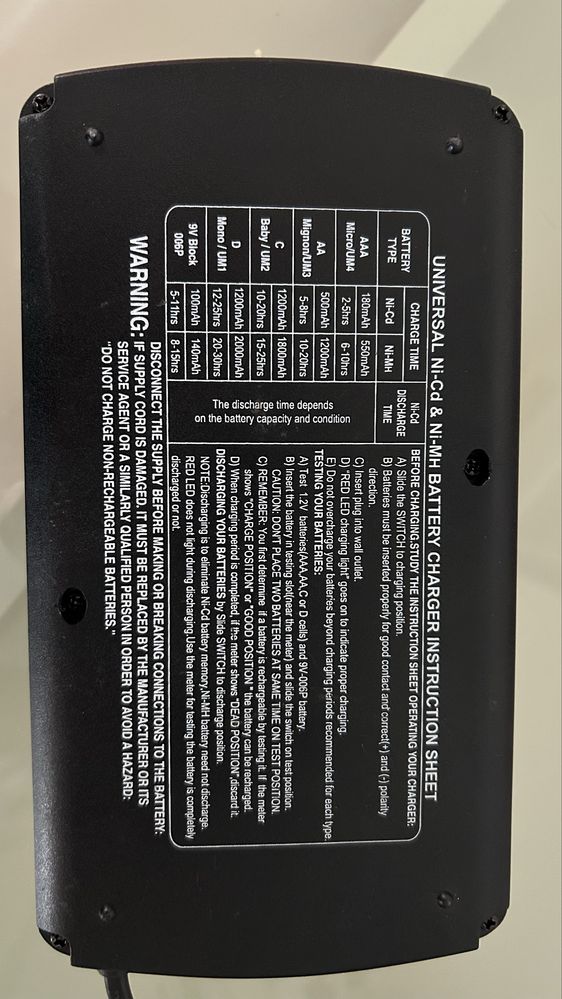 UNIVERSAL Ni-Cd & Ni-MH BATTERY CHARGER INSTRUCTION SHEET
BATTERY TYPE
CHARGE TIME
Ni-Cd
Ni-MH
Ni-Cd DISCHARGE TIME
AAA Micro/UM4
180mAh 550mAh
2-5hrs 6-10hrs
AA Mignon/UM3
500mAh 1200mAh
5-8hrs 10-20hrs
C Baby / UM2
1200mAh 1800mAh
10-20hrs 15-25hrs
D Mono / UM1
1200mAh 2000mAh
12-25hrs 20-30hrs
9V Block 006P
100mAh 140mAh
5-11hrs 8-15hrs
The discharge time depends
on the battery capacity and condition
BEFORE CHARGING:STUDY THE INSTRUCTION SHEET OPERATING YOUR CHARGER:
A) Slide the SWITCH to charging position.
B) Batteries must be inserted properly for good contact and correct(+) and (-) polarity
direction.
C) Insert plug into wall outlet.
D) "RED LED charging light" goes on to indicate proper charging.
E) Do not overcharge your batteries beyond charging periods recommended for each type.
TESTING YOUR BATTERIES:
A) Test 1.2V batteries(AAA,AA,C or D cells) and 9V-006P battery.
B) Insert the battery in testing slot(near the meter) and slide the switch on test position.
CAUTION: DONT PLACE TWO BATTERIES AT SAME TIME ON TEST POSITION.
C) REMEMBER: You first determine if a battery is rechargeable by testing it. If the meter
shows "CHARGE POSITION" or "GOOD POSITION " the battery can be recharged.
D) When charging period is completed, if the meter shows "DEAD POSITION",discard it.
DISCHARGING YOUR BATTERIES by Slide SWITCH to discharge position.
NOTE:Discharging is to eliminate Ni-Cd battery memory,Ni-MH battery need not discharge.
RED LED does not light during discharging.Use the meter for testing the battery is completely
discharged or not.
WARNING: DISCONNECT THE SUPPLY BEFORE MAKING OR BREAKING CONNECTIONS TO THE BATTERY:
IF SUPPLY CORD IS DAMAGED, IT MUST BE REPLACED BY THE MANUFACTURER OR ITS
SERVICE AGENT OR A SIMILARLY QUALIFIED PERSON IN ORDER TO AVOID A HAZARD:
"DO NOT CHARGE NON-RECHARGEABLE BATTERIES."